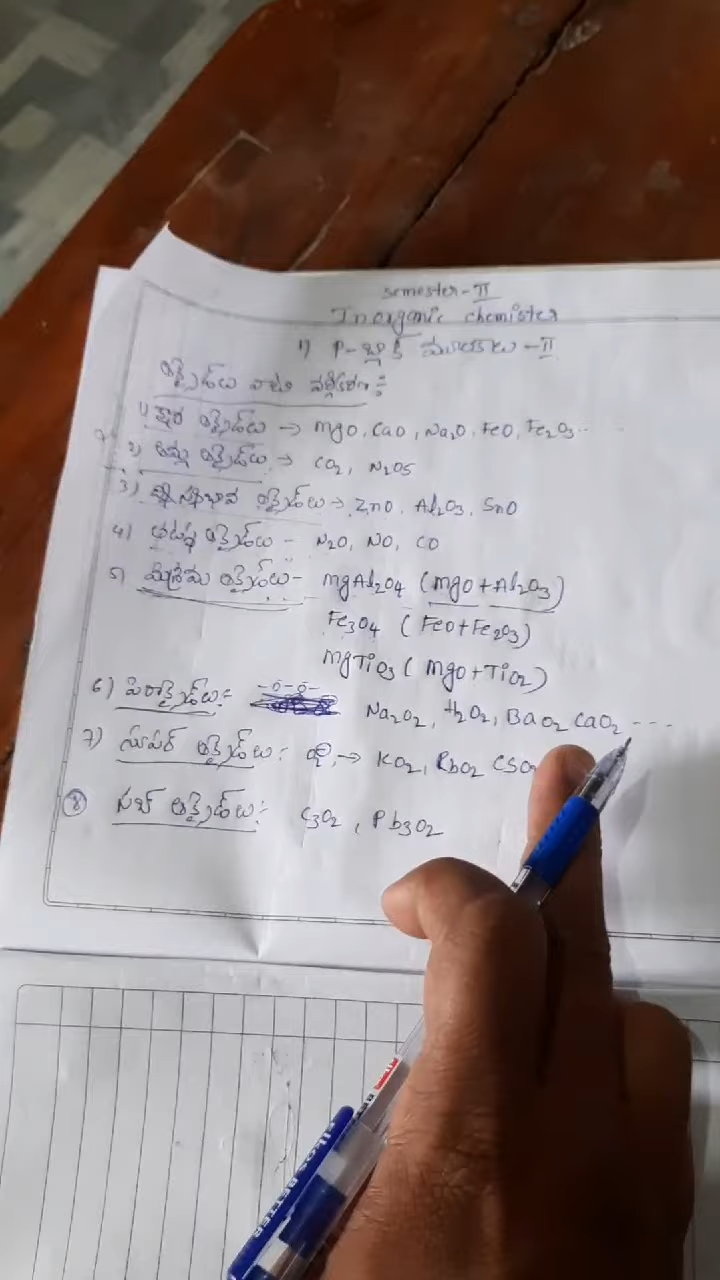 semester-II
Inorganic chemister
1) P-బ్లాక్ మూలకాలు -II
ఆక్సైడ్‌లు వాటి వర్గీకరణ :-
1) క్షార ఆక్సైడ్‌లు → MgO, CaO, Na₂O, FeO, Fe₂O₃ ...
2) ఆమ్ల ఆక్సైడ్‌లు → CO₂, N₂O5
3) ఆక్సైడ్‌లు → ZnO, Al₂O₃, SnO
4) తటస్థ ఆక్సైడ్‌లు - N₂O, NO, CO
5) మిశ్రమ ఆక్సైడ్‌లు - MgAl₂O4 (MgO + Al₂O₃)
Fe₃O4 (FeO + Fe₂O₃)
MgTiO₃ (MgO + TiO₂)
6) పెరాక్సైడ్‌లు :- Na₂O₂, H₂O₂, BaO₂ CaO₂ ---
7) సూపర్ ఆక్సైడ్‌లు : → KO₂, RbO₂ CSO₂
8 సబ్ ఆక్సైడ్‌లు :- C₃O₂, Pb₃O₂